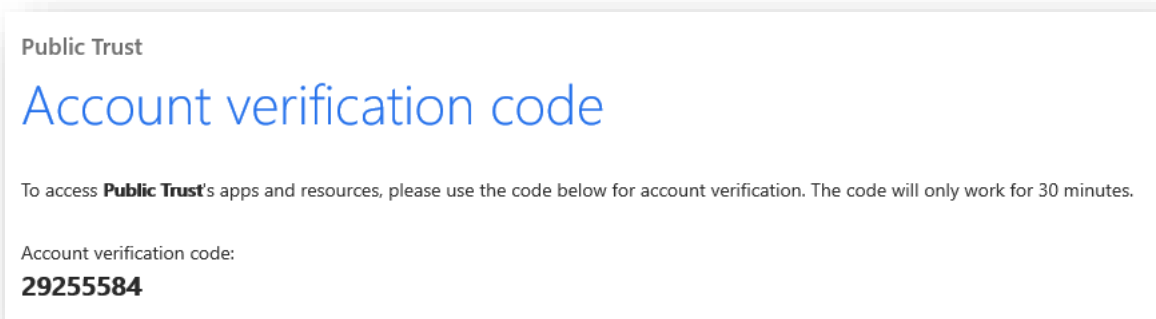 Public Trust
Account verification code
To access Public Trust's apps and resources, please use the code below for account verification. The code will only work for 30 minutes.
Account verification code:
29255584